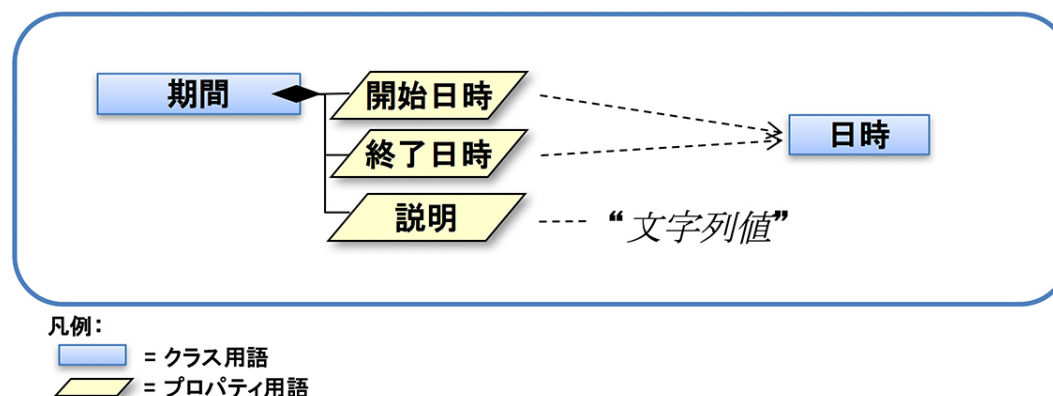 期間
開始日時
終了日時
説明
日時
“文字列値”
凡例：
= クラス用語
= プロパティ用語